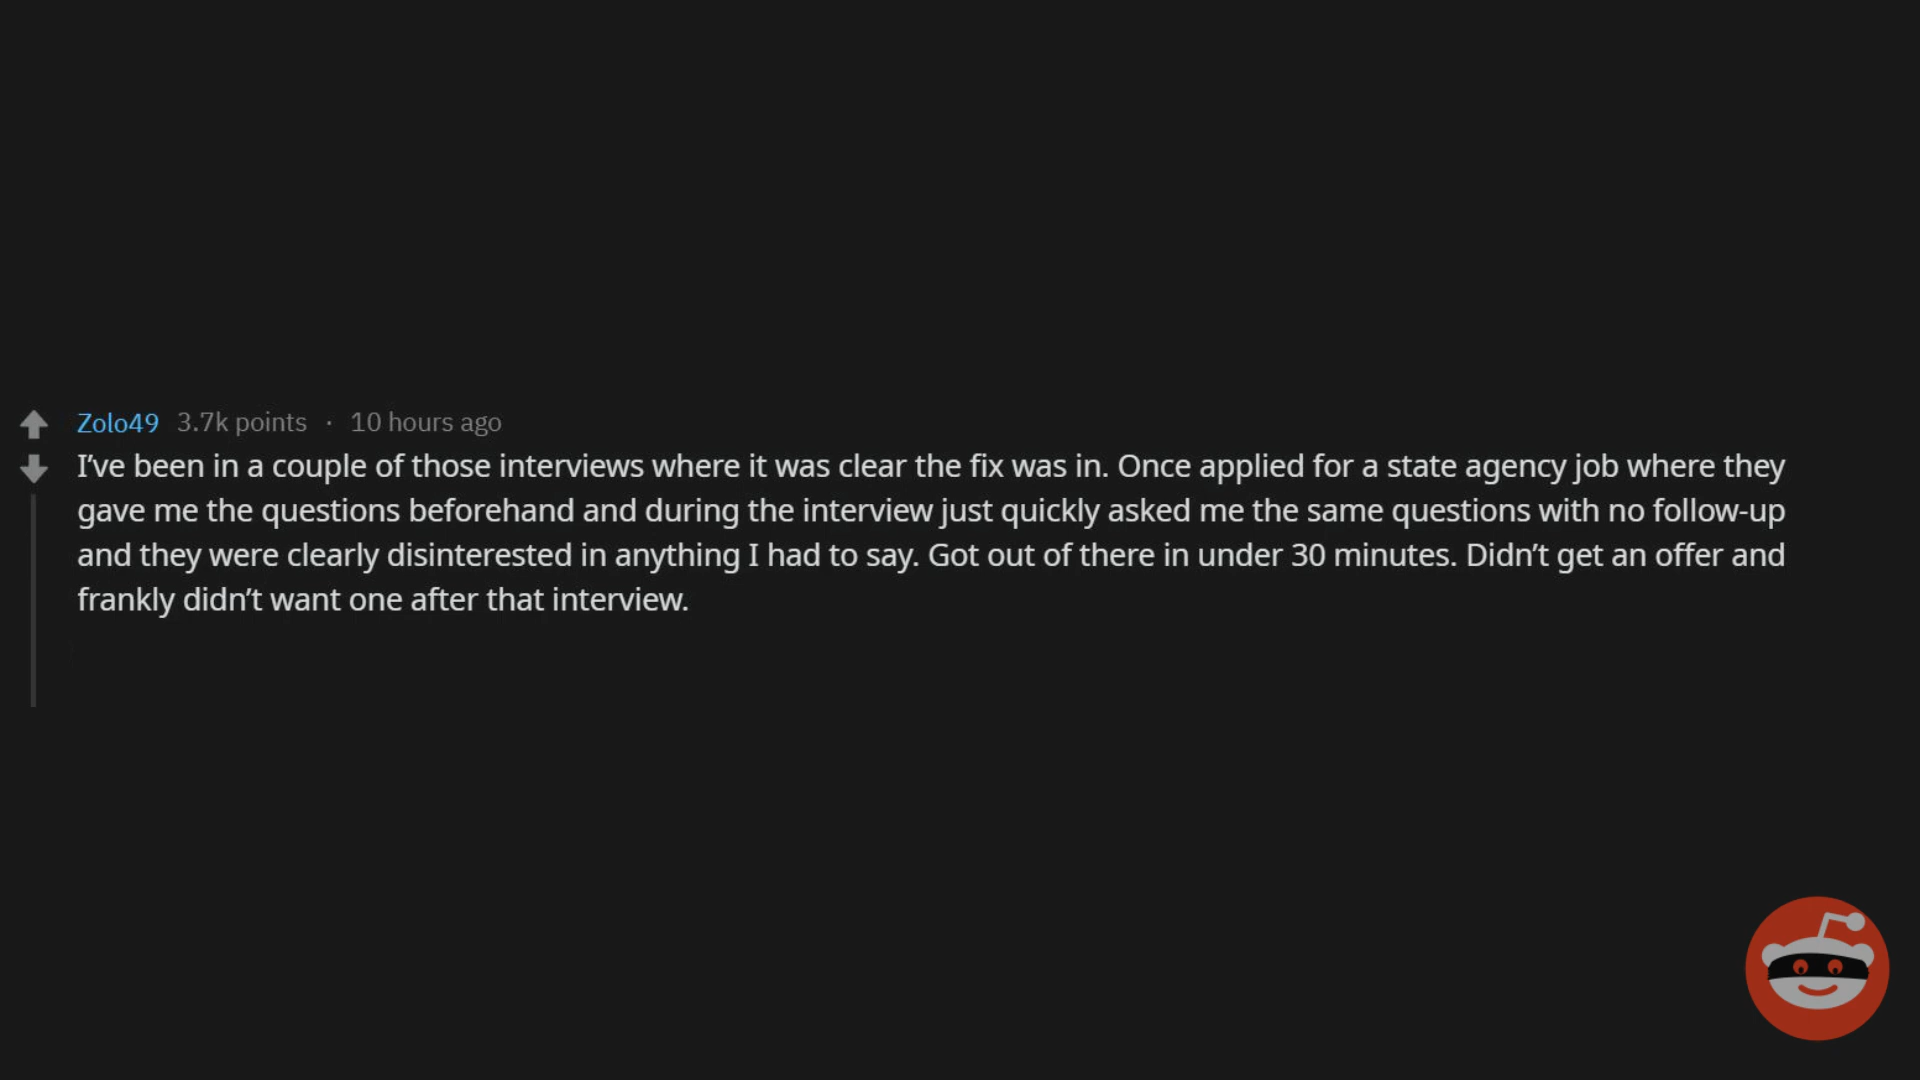 Zolo49 3.7k points · 10 hours ago
I’ve been in a couple of those interviews where it was clear the fix was in. Once applied for a state agency job where they
gave me the questions beforehand and during the interview just quickly asked me the same questions with no follow-up
and they were clearly disinterested in anything I had to say. Got out of there in under 30 minutes. Didn’t get an offer and
frankly didn’t want one after that interview.